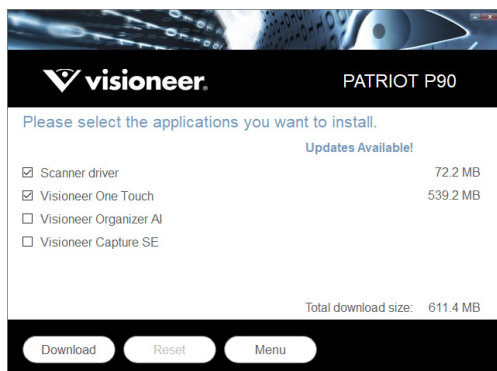 visioneer®
PATRIOT P90
Please select the applications you want to install.
Updates Available!
Scanner driver 72.2 MB
Visioneer One Touch 539.2 MB
Visioneer Organizer AI
Visioneer Capture SE
Total download size: 611.4 MB
Download Reset Menu